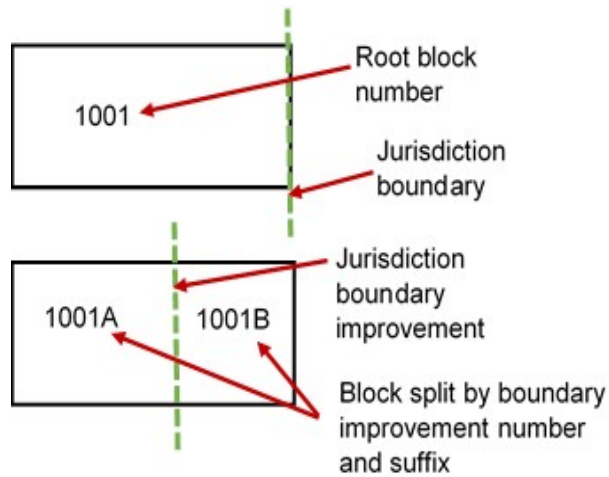 Root block
number
1001
Jurisdiction
boundary
Jurisdiction
boundary
improvement
1001A
1001B
Block split by boundary
improvement number
and suffix